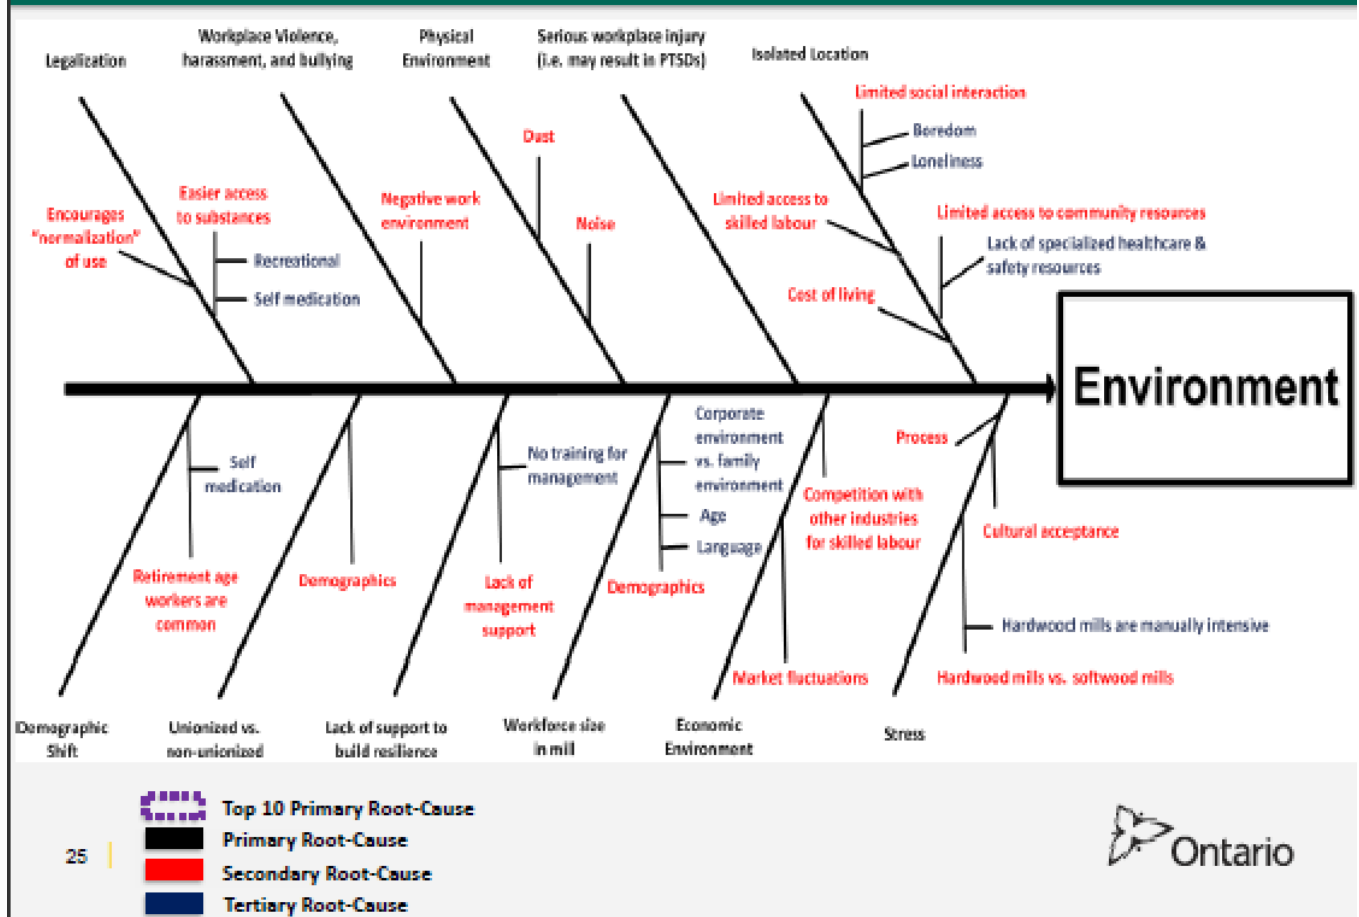 Legalization
Workplace Violence,
harassment, and bullying
Physical
Environment
Serious workplace injury
(i.e. may result in PTSDs)
Isolated Location
Encourages
"normalization"
of use
Easier access
to substances
Recreational
Self medication
Negative work
environment
Dust
Noise
Limited social interaction
Boredom
Loneliness
Limited access to
skilled labour
Limited access to community resources
Lack of specialized healthcare &
safety resources
Cost of living
Environment
Self
medication
Retirement age
workers are
common
Demographics
No training for
management
Lack of
management
support
Corporate
environment
vs. family
environment
Age
Language
Demographics
Competition with
other industries
for skilled labour
Market fluctuations
Process
Cultural acceptance
Hardwood mills are manually intensive
Hardwood mills vs. softwood mills
Demographic
Shift
Unionized vs.
non-unionized
Lack of support to
build resilience
Workforce size
in mill
Economic
Environment
Stress
Top 10 Primary Root-Cause
Primary Root-Cause
Secondary Root-Cause
Tertiary Root-Cause
25
Ontario